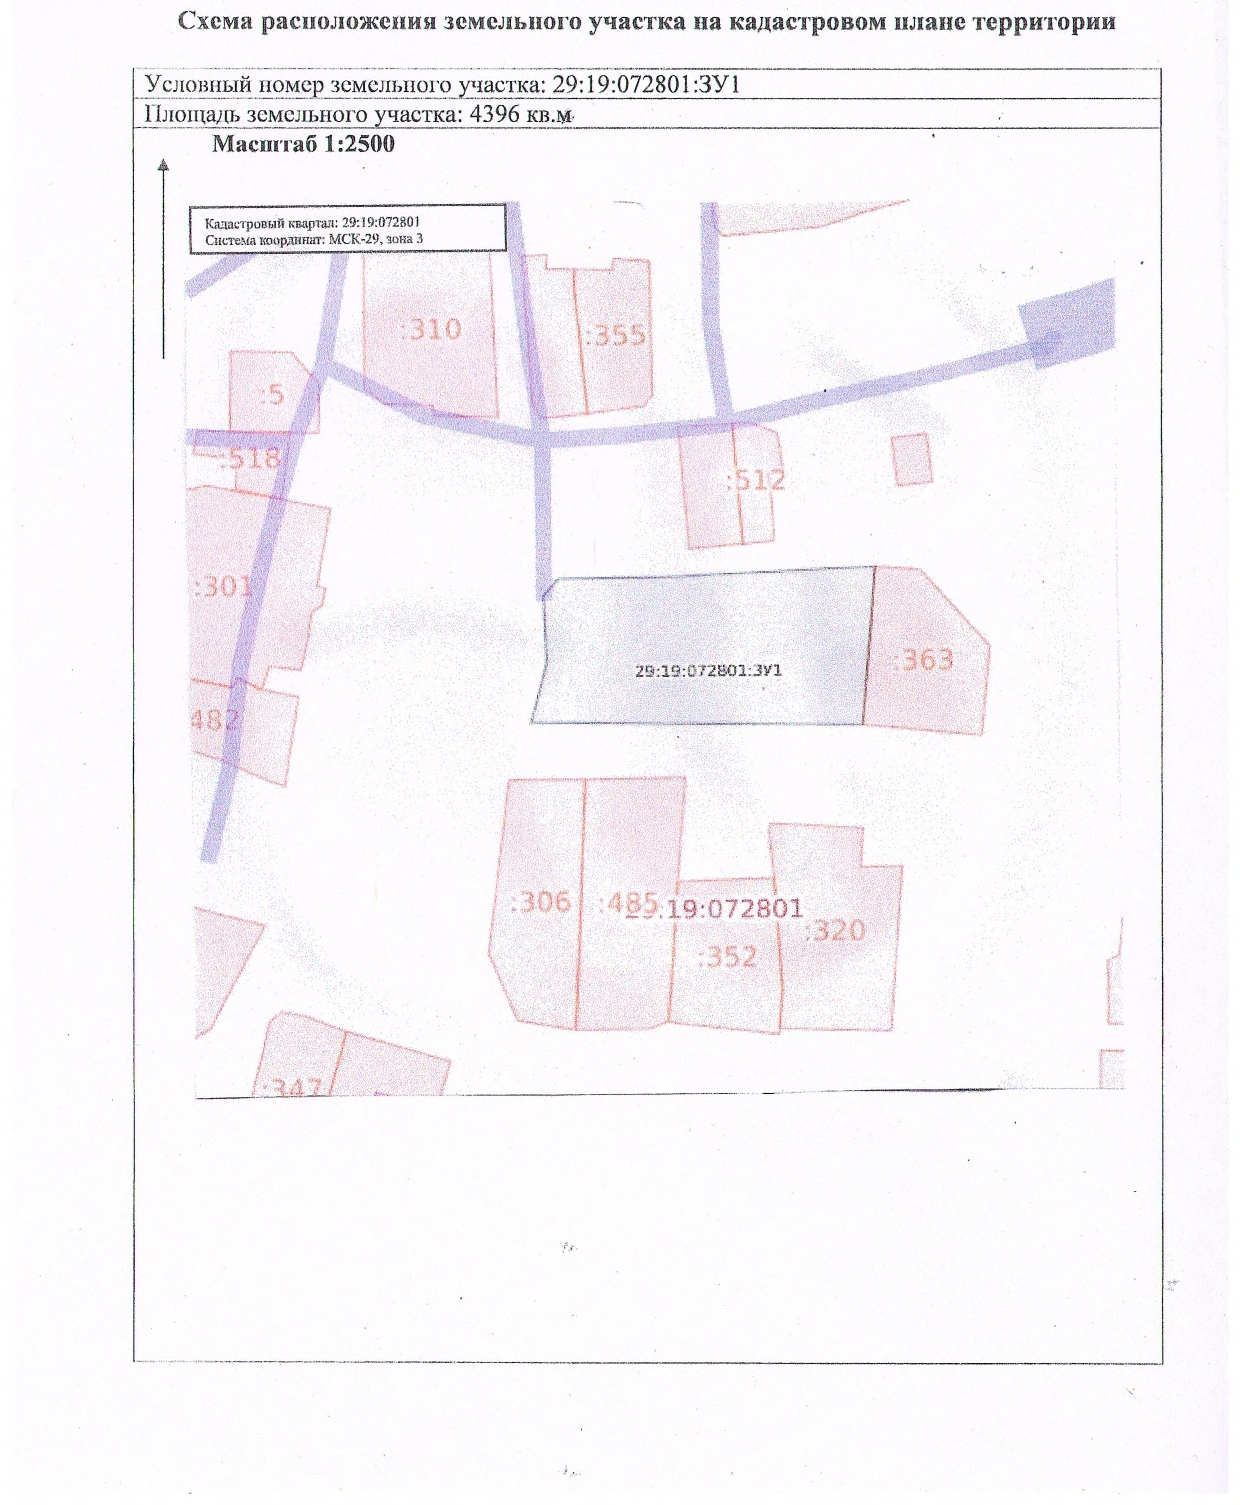 Схема расположения земельного участка на кадастровом плане территории
Условный номер земельного участка: 29:19:072801:ЗУ1
Площадь земельного участка: 4396 кв.м
Масштаб 1:2500
Кадастровый квартал: 29:19:072801
Система координат: МСК-29, зона 3
:310
:355
:5
:518
:512
:301
:363
29:19:072801:ЗУ1
482
:306
:485
:19:072801
:320
:352
:347